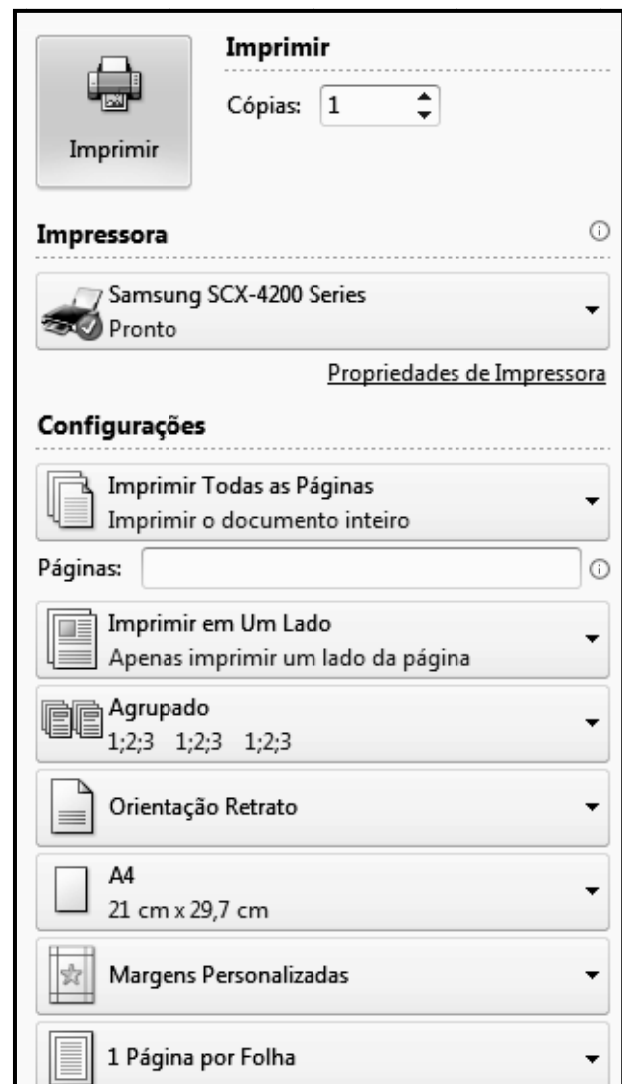 Imprimir
Imprimir
Cópias: 1
Impressora
Samsung SCX-4200 Series
Pronto
Propriedades de Impressora
Configurações
Imprimir Todas as Páginas
Imprimir o documento inteiro
Páginas:
Imprimir em Um Lado
Apenas imprimir um lado da página
Agrupado
1;2;3 1;2;3 1;2;3
Orientação Retrato
A4
21 cm x 29,7 cm
Margens Personalizadas
1 Página por Folha